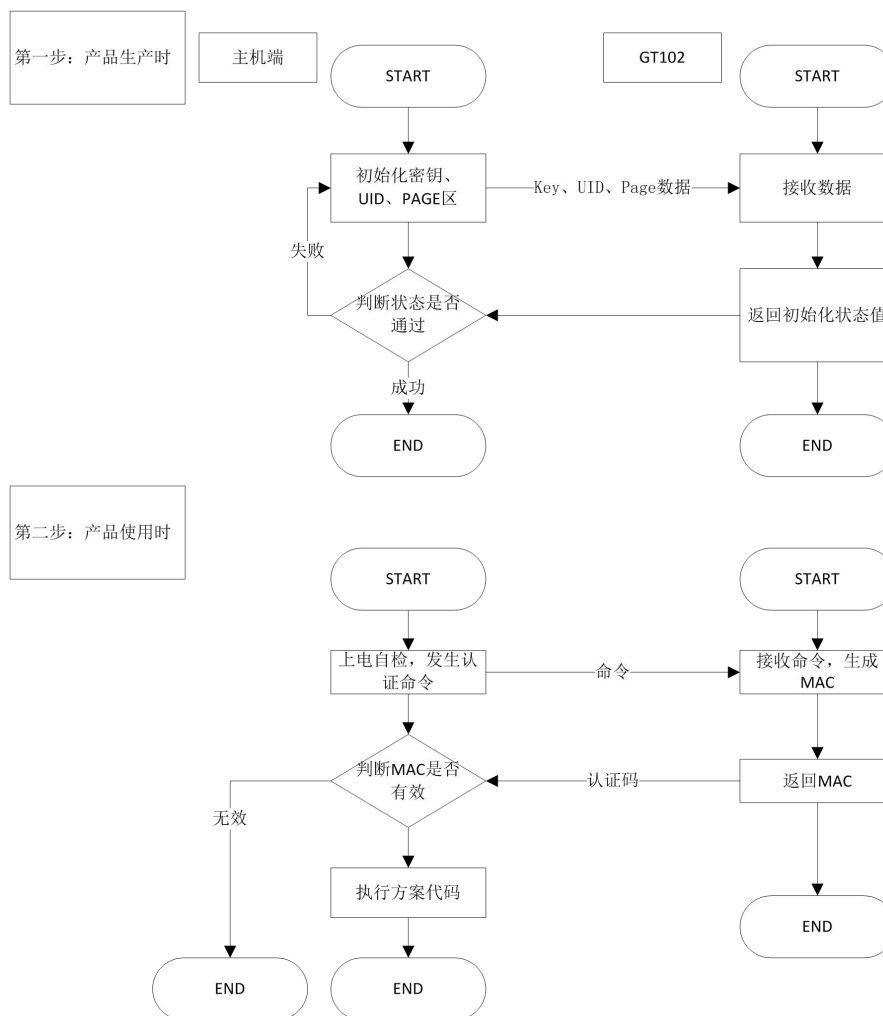 第一步：产品生产时
主机端
GT102
START
START
初始化密钥、
UID、PAGE区
Key、UID、Page数据
接收数据
失败
判断状态是否
通过
返回初始化状态值
成功
END
END
第二步：产品使用时
START
START
上电自检，发生认
证命令
命令
接收命令，生成
MAC
判断MAC是否
有效
认证码
返回MAC
无效
执行方案代码
END
END
END